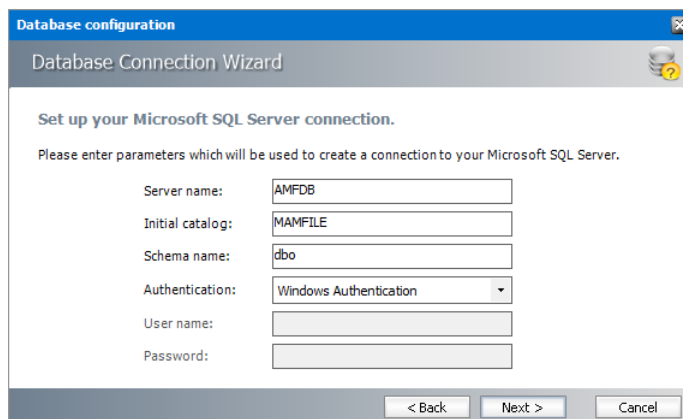 Database configuration
Database Connection Wizard
Set up your Microsoft SQL Server connection.
Please enter parameters which will be used to create a connection to your Microsoft SQL Server.
Server name: AMFDB
Initial catalog: MAMFILE
Schema name: dbo
Authentication: Windows Authentication
User name:
Password:
< Back Next > Cancel